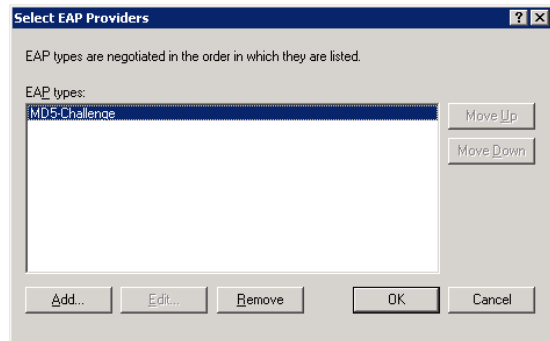 Select EAP Providers
EAP types are negotiated in the order in which they are listed.
EAP types:
MD5-Challenge
Move Up
Move Down
Add...
Edit...
Remove
OK
Cancel